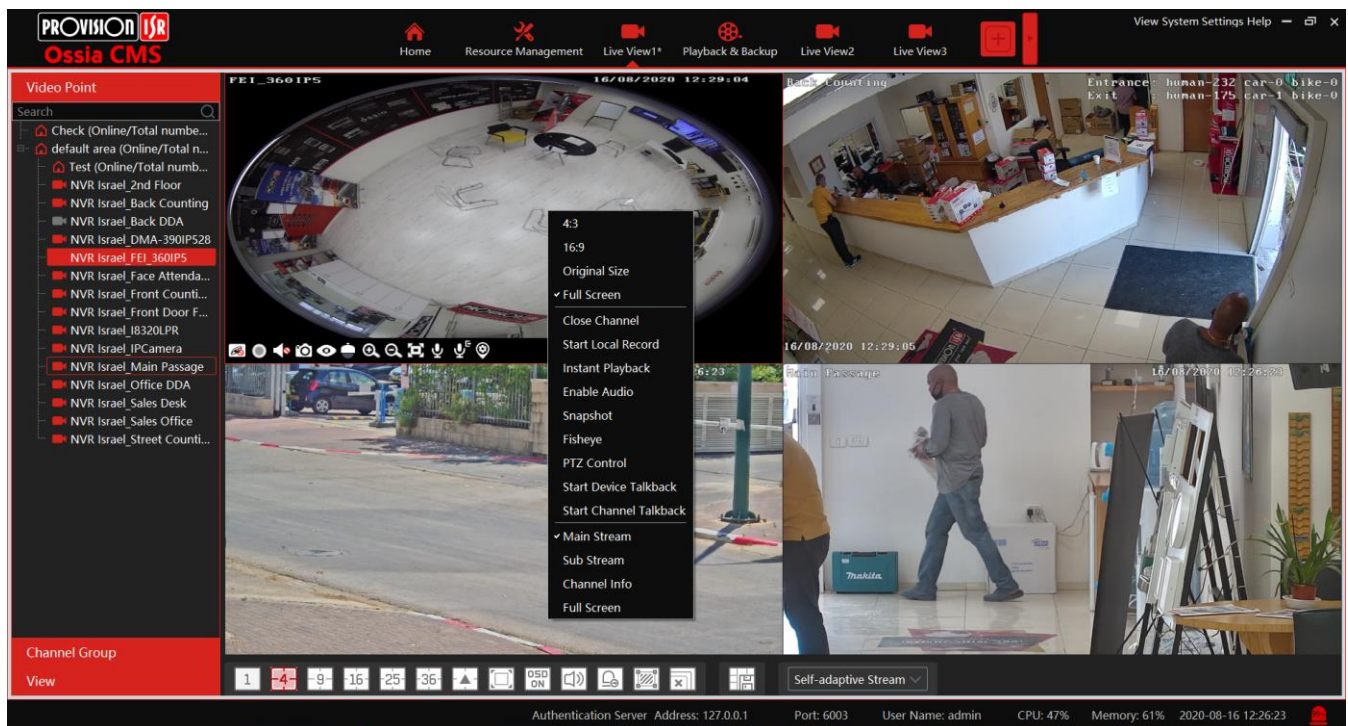 PROVISION ISR
Ossia CMS
Home
Resource Management
Live View1*
Playback & Backup
Live View2
Live View3
View System Settings Help
Video Point
Search
Check (Online/Total numbe...
default area (Online/Total n...
Test (Online/Total numb...
NVR Israel_2nd Floor
NVR Israel_Back Counting
NVR Israel_Back DDA
NVR Israel_DMA-390IP528
NVR Israel_FEI_360IP5
NVR Israel_Face Attenda...
NVR Israel_Front Counti...
NVR Israel_Front Door F...
NVR Israel_I8320LPR
NVR Israel_IPCamera
NVR Israel_Main Passage
NVR Israel_Office DDA
NVR Israel_Sales Desk
NVR Israel_Sales Office
NVR Israel_Street Counti...
Channel Group
View
FEI_360IP5
16/08/2020 12:29:04
Back Counting
Entrance: human-232 car-0 bike-0
Exit : human-175 car-1 bike-0
16/08/2020 12:29:05
6:23
Main Passage
16/08/2020 12:26:23
makita
4:3
16:9
Original Size
Full Screen
Close Channel
Start Local Record
Instant Playback
Enable Audio
Snapshot
Fisheye
PTZ Control
Start Device Talkback
Start Channel Talkback
Main Stream
Sub Stream
Channel Info
Full Screen
1
4
9
16
25
36
OSD ON
Self-adaptive Stream
Authentication Server Address: 127.0.0.1
Port: 6003
User Name: admin
CPU: 47%
Memory: 61%
2020-08-16 12:26:23